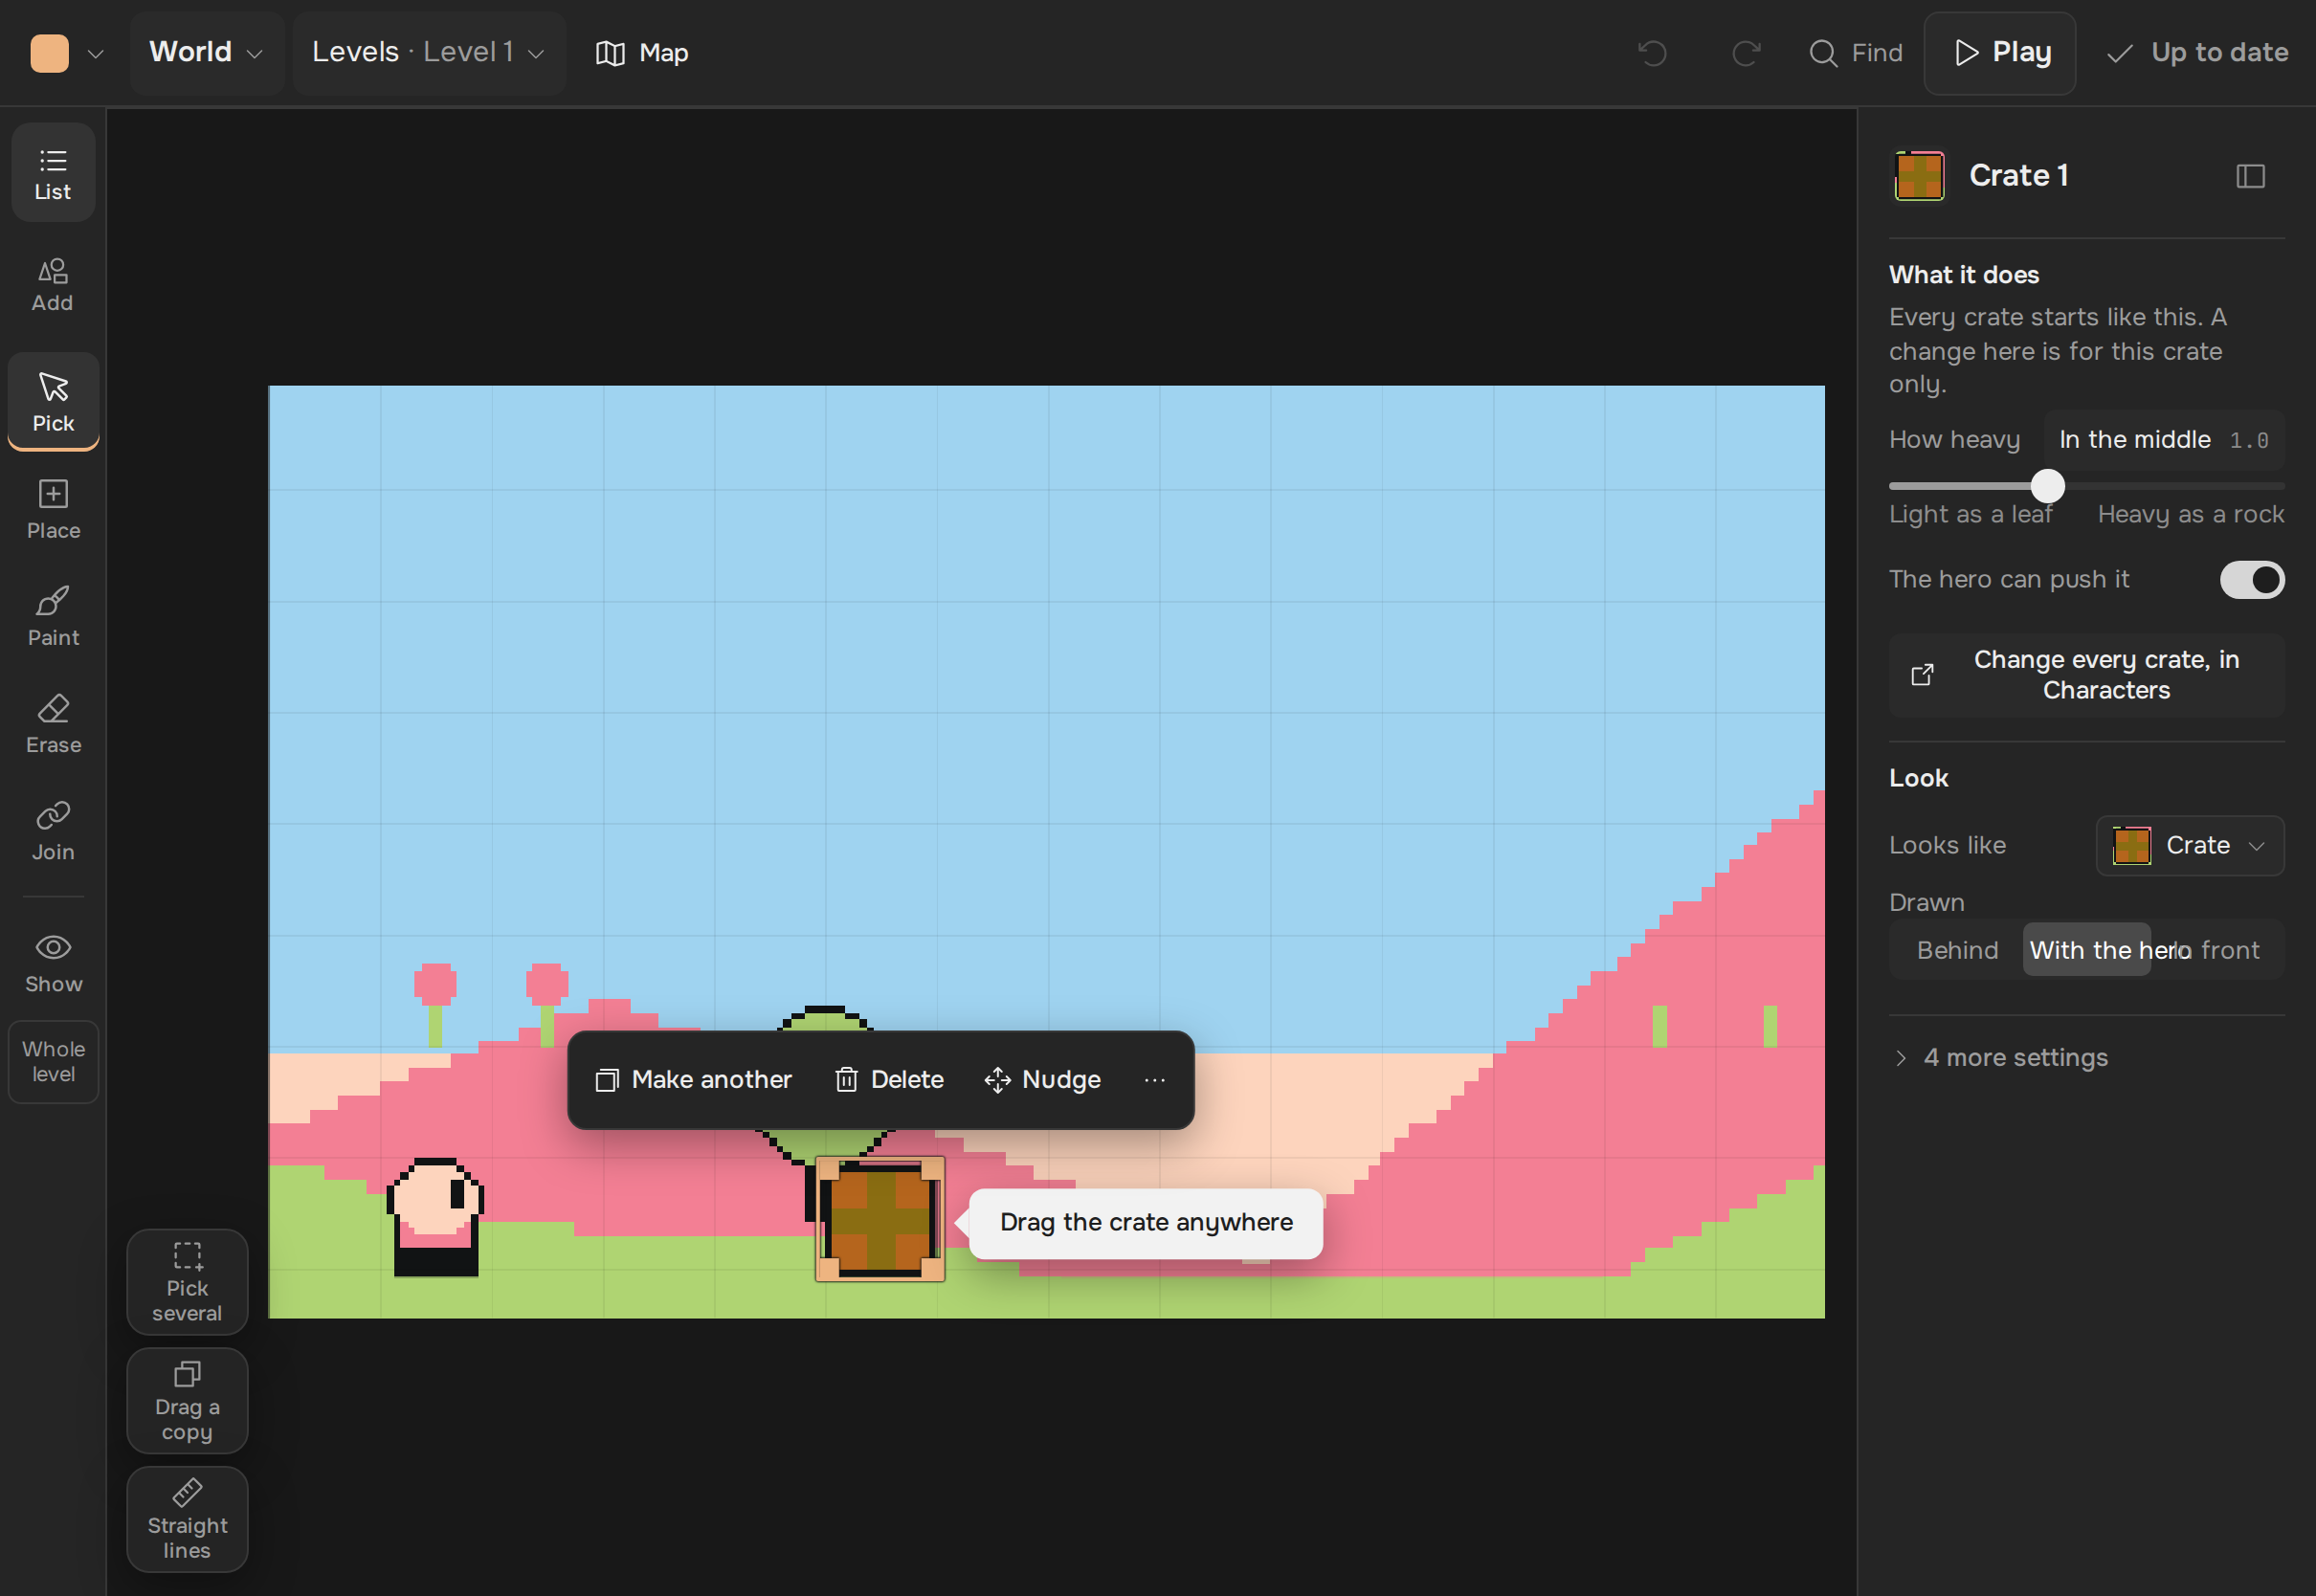 World
Levels · Level 1
Map
Find
Play
Up to date
List
Add
Pick
Place
Paint
Erase
Join
Show
Whole
level
Pick
several
Drag a
copy
Straight
lines
Make another
Delete
Nudge
Drag the crate anywhere
Crate 1
What it does
Every crate starts like this. A
change here is for this crate
only.
How heavy
In the middle 1.0
Light as a leaf
Heavy as a rock
The hero can push it
Change every crate, in
Characters
Look
Looks like
Crate
Drawn
Behind
With the hero
In front
4 more settings